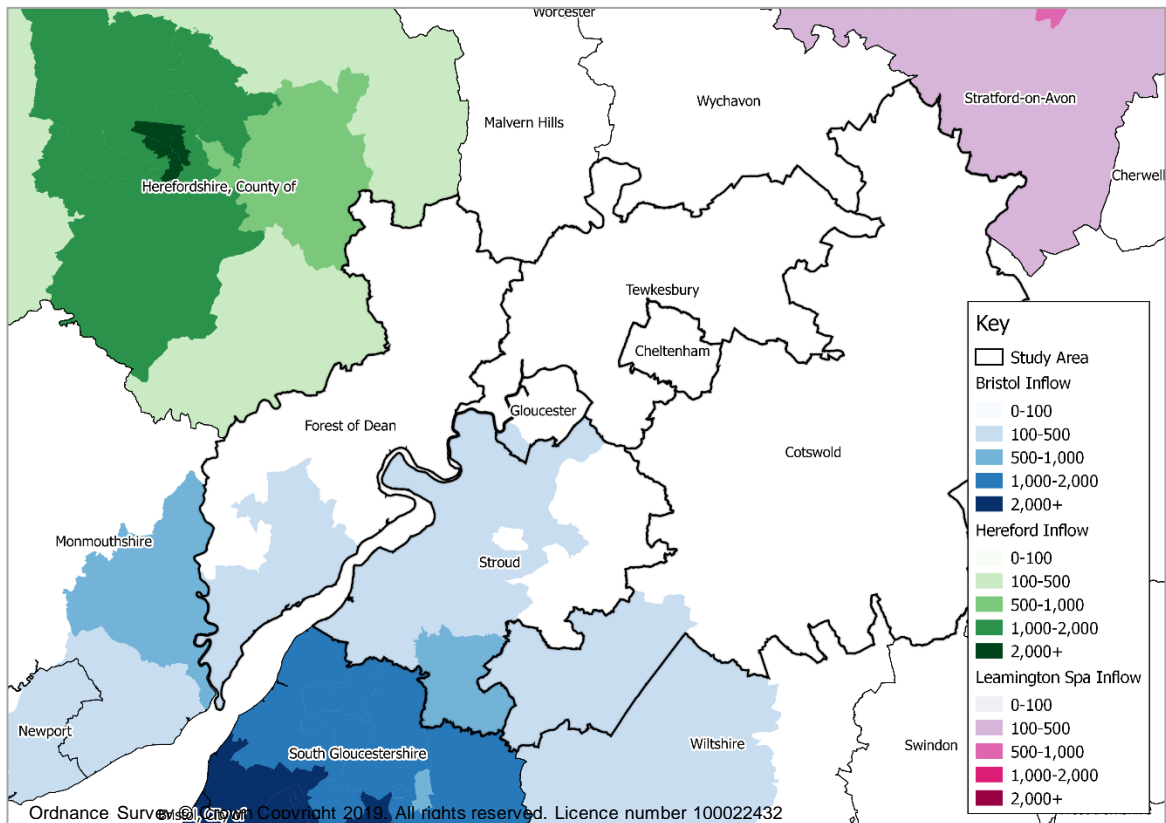 Worcester
Wychavon
Stratford-on-Avon
Malvern Hills
Cherwell
Herefordshire, County of
Tewkesbury
Cheltenham
Gloucester
Forest of Dean
Cotswold
Monmouthshire
Stroud
Newport
South Gloucestershire
Wiltshire
Swindon
Bristol, City of
Key
Study Area
Bristol Inflow
0-100
100-500
500-1,000
1,000-2,000
2,000+
Hereford Inflow
0-100
100-500
500-1,000
1,000-2,000
2,000+
Leamington Spa Inflow
0-100
100-500
500-1,000
1,000-2,000
2,000+
Ordnance Survey © Crown Copyright 2019. All rights reserved. Licence number 100022432